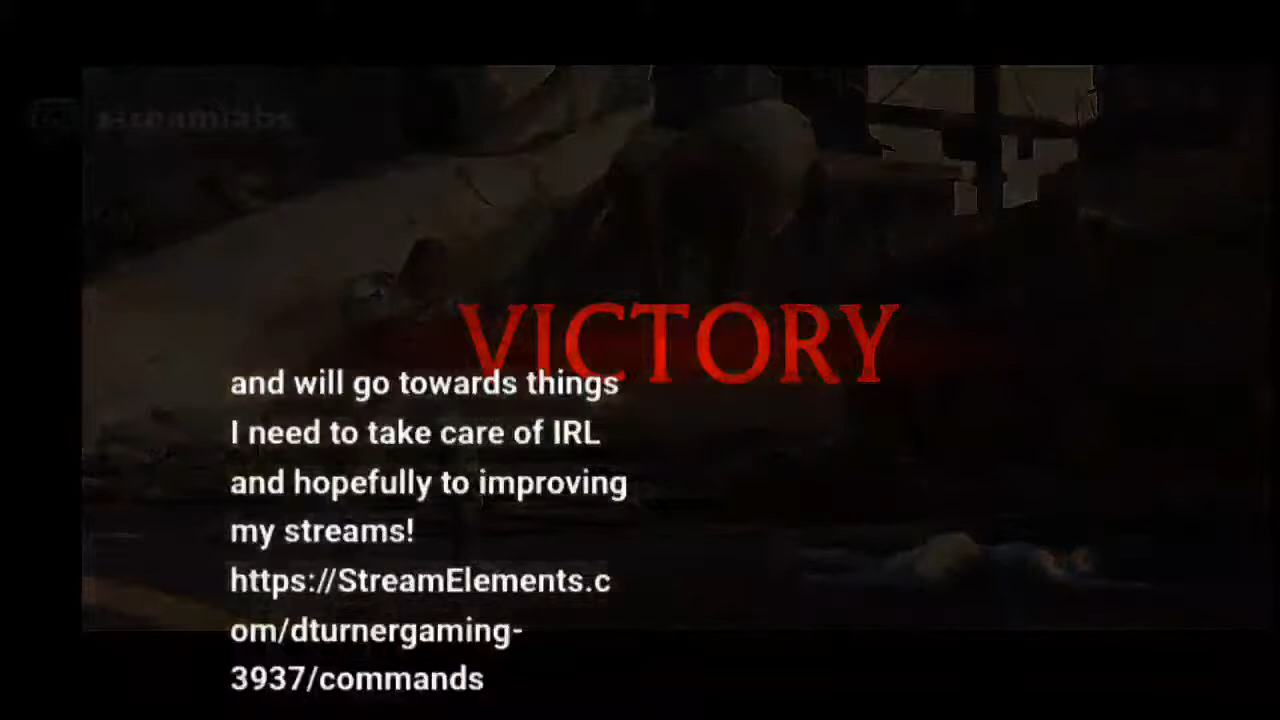 streamlabs
VICTORY
and will go towards things
I need to take care of IRL
and hopefully to improving
my streams!
https://StreamElements.c
om/dturnergaming-
3937/commands